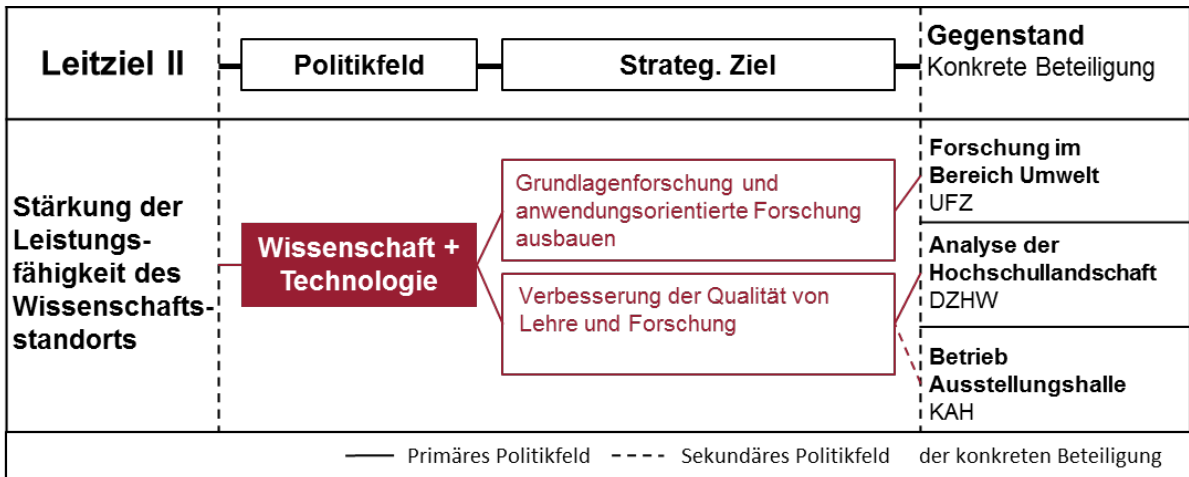 Leitziel II
Politikfeld
Strateg. Ziel
Gegenstand
Konkrete Beteiligung
Stärkung der
Leistungs-
fähigkeit des
Wissenschafts-
standorts
Wissenschaft +
Technologie
Grundlagenforschung und
anwendungsorientierte Forschung
ausbauen
Verbesserung der Qualität von
Lehre und Forschung
Forschung im
Bereich Umwelt
UFZ
Analyse der
Hochschullandschaft
DZHW
Betrieb
Ausstellungshalle
KAH
Primäres Politikfeld Sekundäres Politikfeld der konkreten Beteiligung